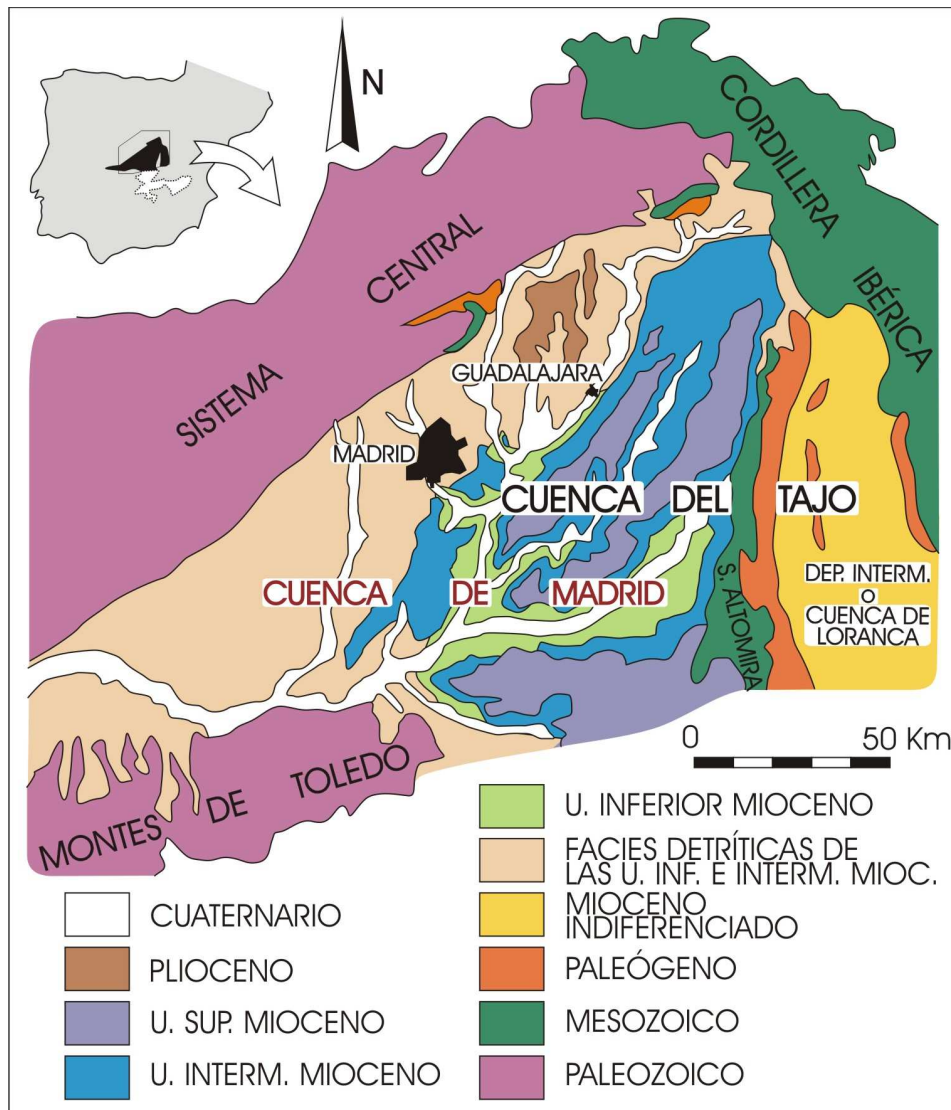 N
CORDILLERA
IBÉRICA
SISTEMA
CENTRAL
GUADALAJARA
MADRID
CUENCA DEL TAJO
CUENCA DE MADRID
DEP. INTERM.
O
CUENCA DE
LORANCA
S. ALTOMIRA
MONTES DE TOLEDO
0 50 Km
CUATERNARIO
PLIOCENO
U. SUP. MIOCENO
U. INTERM. MIOCENO
U. INFERIOR MIOCENO
FACIES DETRÍTICAS DE
LAS U. INF. E INTERM. MIOC.
MIOCENO
INDIFERENCIADO
PALEÓGENO
MESOZOICO
PALEOZOICO